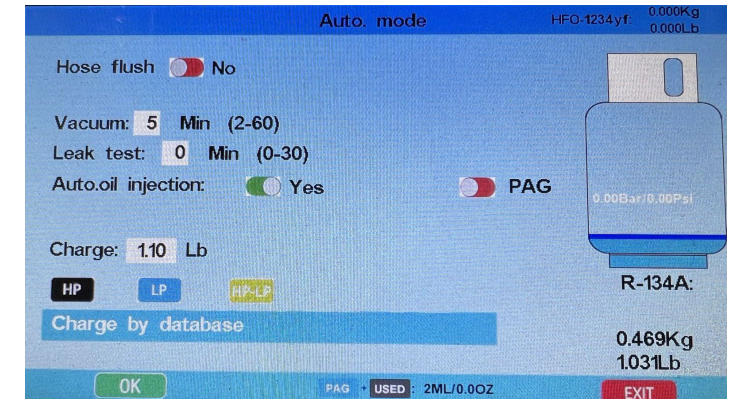 Auto. mode
HFO-1234yf: 0.000Kg
0.000Lb
Hose flush No
Vacuum: 5 Min (2-60)
Leak test: 0 Min (0-30)
Auto.oil injection: Yes PAG
0.00Bar/0.00Psi
Charge: 1.10 Lb
HP LP HP-LP
R-134A:
Charge by database
0.469Kg
1.031Lb
OK PAG + USED : 2ML/0.0OZ EXIT